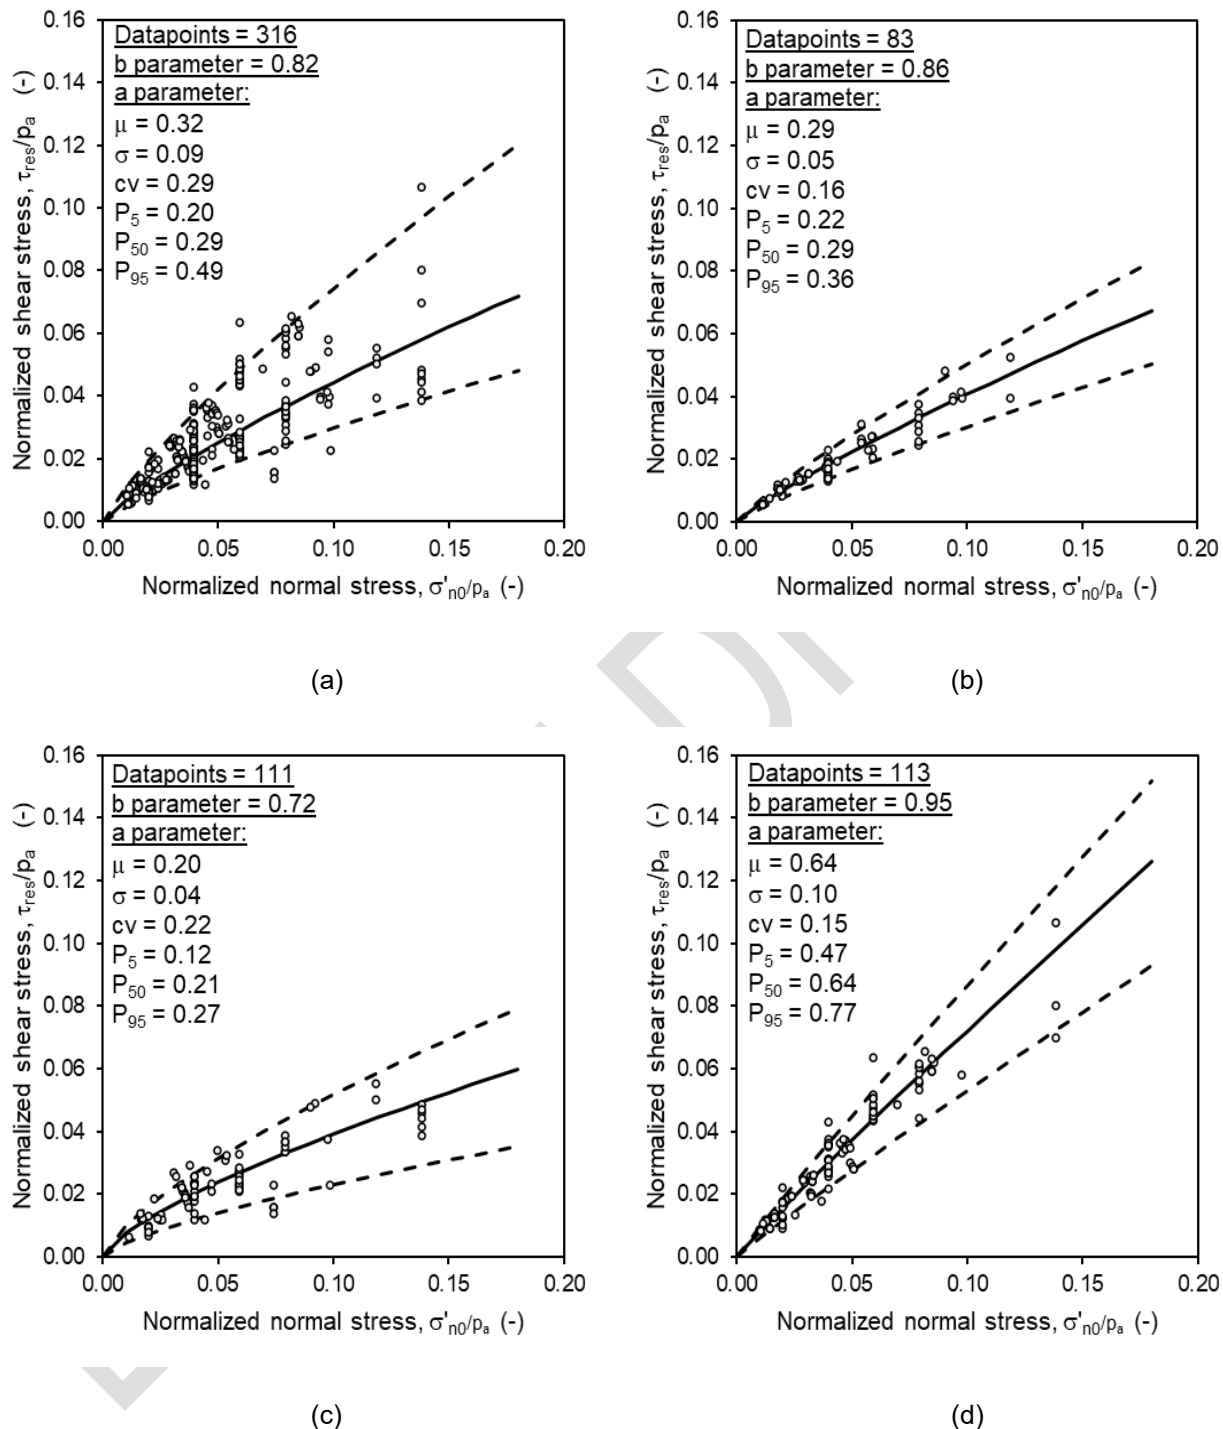 Datapoints = 316
b parameter = 0.82
a parameter:
μ = 0.32
σ = 0.09
cv = 0.29
P5 = 0.20
P50 = 0.29
P95 = 0.49
0.16
0.14
0.12
0.10
0.08
0.06
0.04
0.02
0.00
Normalized shear stress, τres/pa (-)
0.00 0.05 0.10 0.15 0.20
Normalized normal stress, σ'n0/pa (-)
(a)
Datapoints = 83
b parameter = 0.86
a parameter:
μ = 0.29
σ = 0.05
cv = 0.16
P5 = 0.22
P50 = 0.29
P95 = 0.36
0.16
0.14
0.12
0.10
0.08
0.06
0.04
0.02
0.00
Normalized shear stress, τres/pa (-)
0.00 0.05 0.10 0.15 0.20
Normalized normal stress, σ'n0/pa (-)
(b)
Datapoints = 111
b parameter = 0.72
a parameter:
μ = 0.20
σ = 0.04
cv = 0.22
P5 = 0.12
P50 = 0.21
P95 = 0.27
0.16
0.14
0.12
0.10
0.08
0.06
0.04
0.02
0.00
Normalized shear stress, τres/pa (-)
0.00 0.05 0.10 0.15 0.20
Normalized normal stress, σ'n0/pa (-)
(c)
Datapoints = 113
b parameter = 0.95
a parameter:
μ = 0.64
σ = 0.10
cv = 0.15
P5 = 0.47
P50 = 0.64
P95 = 0.77
0.16
0.14
0.12
0.10
0.08
0.06
0.04
0.02
0.00
Normalized shear stress, τres/pa (-)
0.00 0.05 0.10 0.15 0.20
Normalized normal stress, σ'n0/pa (-)
(d)